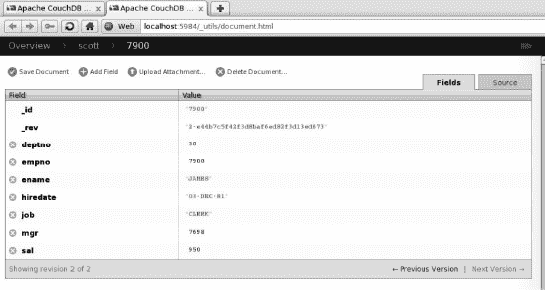 Apache CouchDB ... x Apache CouchDB ... x
Web localhost:5984/_utils/document.html
Overview > scott > 7900
Save Document Add Field Upload Attachment... Delete Document...
Fields Source
Field Value
_id "7900"
_rev
deptno 30
empno 7900
ename "JAMES"
hiredate "03-DEC-81"
job "CLERK"
mgr 7698
sal 950
Showing revision 2 of 2 ← Previous Version | Next Version →